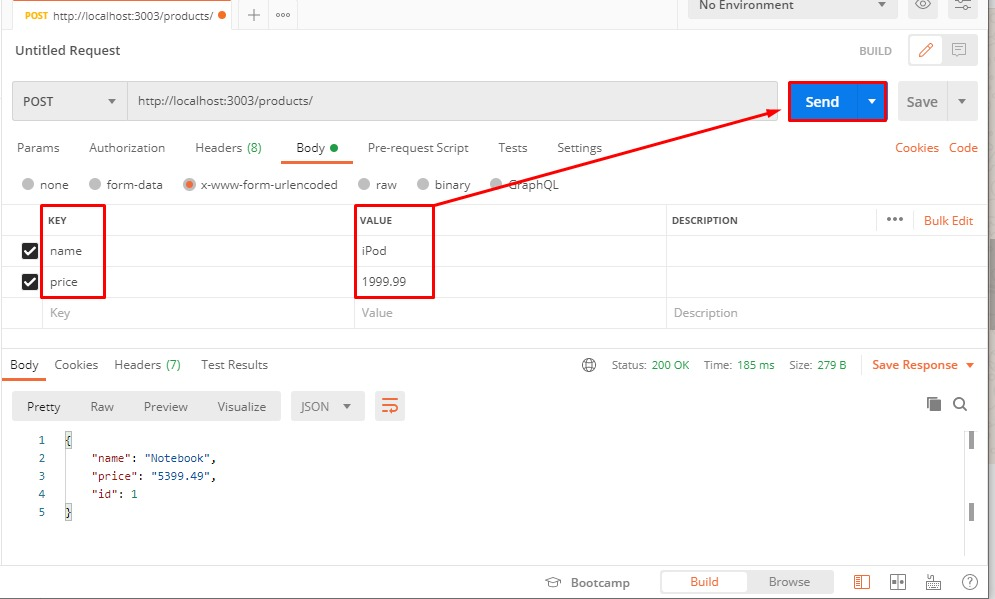 POST http://localhost:3003/products/
No Environment
Untitled Request
BUILD
POST http://localhost:3003/products/ Send Save
Params Authorization Headers (8) Body Pre-request Script Tests Settings Cookies Code
none form-data x-www-form-urlencoded raw binary GraphQL
KEY VALUE DESCRIPTION Bulk Edit
name iPod
price 1999.99
Key Value Description
Body Cookies Headers (7) Test Results Status: 200 OK Time: 185 ms Size: 279 B Save Response
Pretty Raw Preview Visualize JSON
1 {
2 "name": "Notebook",
3 "price": "5399.49",
4 "id": 1
5 }
Bootcamp Build Browse